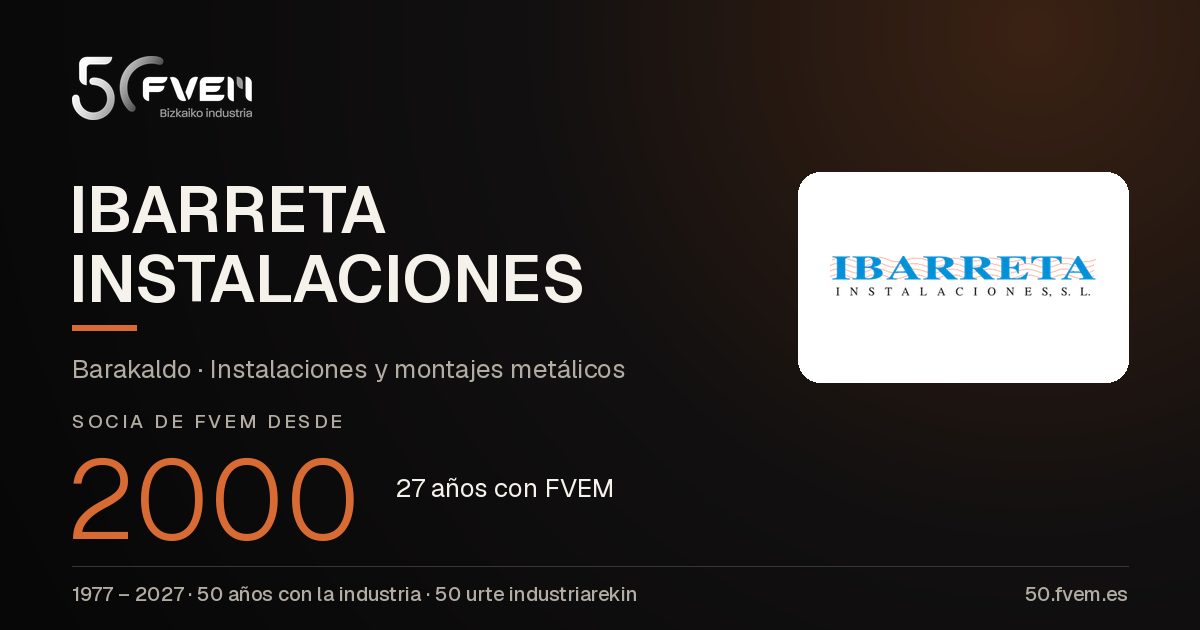 50 FVEM
Bizkaiko industria
IBARRETA
INSTALACIONES
IBARRETA
INSTALACIONES, S. L.
Barakaldo · Instalaciones y montajes metálicos
SOCIA DE FVEM DESDE
2000
27 años con FVEM
1977 – 2027 · 50 años con la industria · 50 urte industriarekin
50.fvem.es